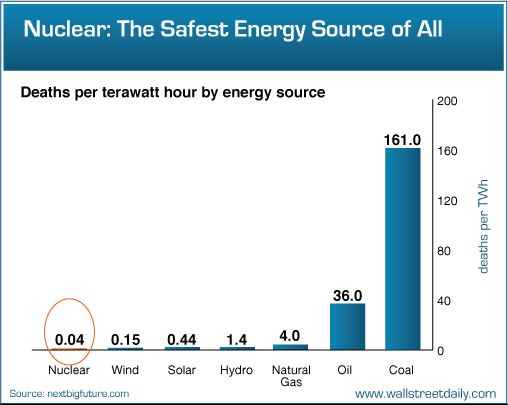 Nuclear: The Safest Energy Source of All
Deaths per terawatt hour by energy source
200
160
120
80
40
0
deaths per TWh
0.04
0.15
0.44
1.4
4.0
36.0
161.0
Nuclear
Wind
Solar
Hydro
Natural
Gas
Oil
Coal
Source: nextbigfuture.com
www.wallstreetdaily.com